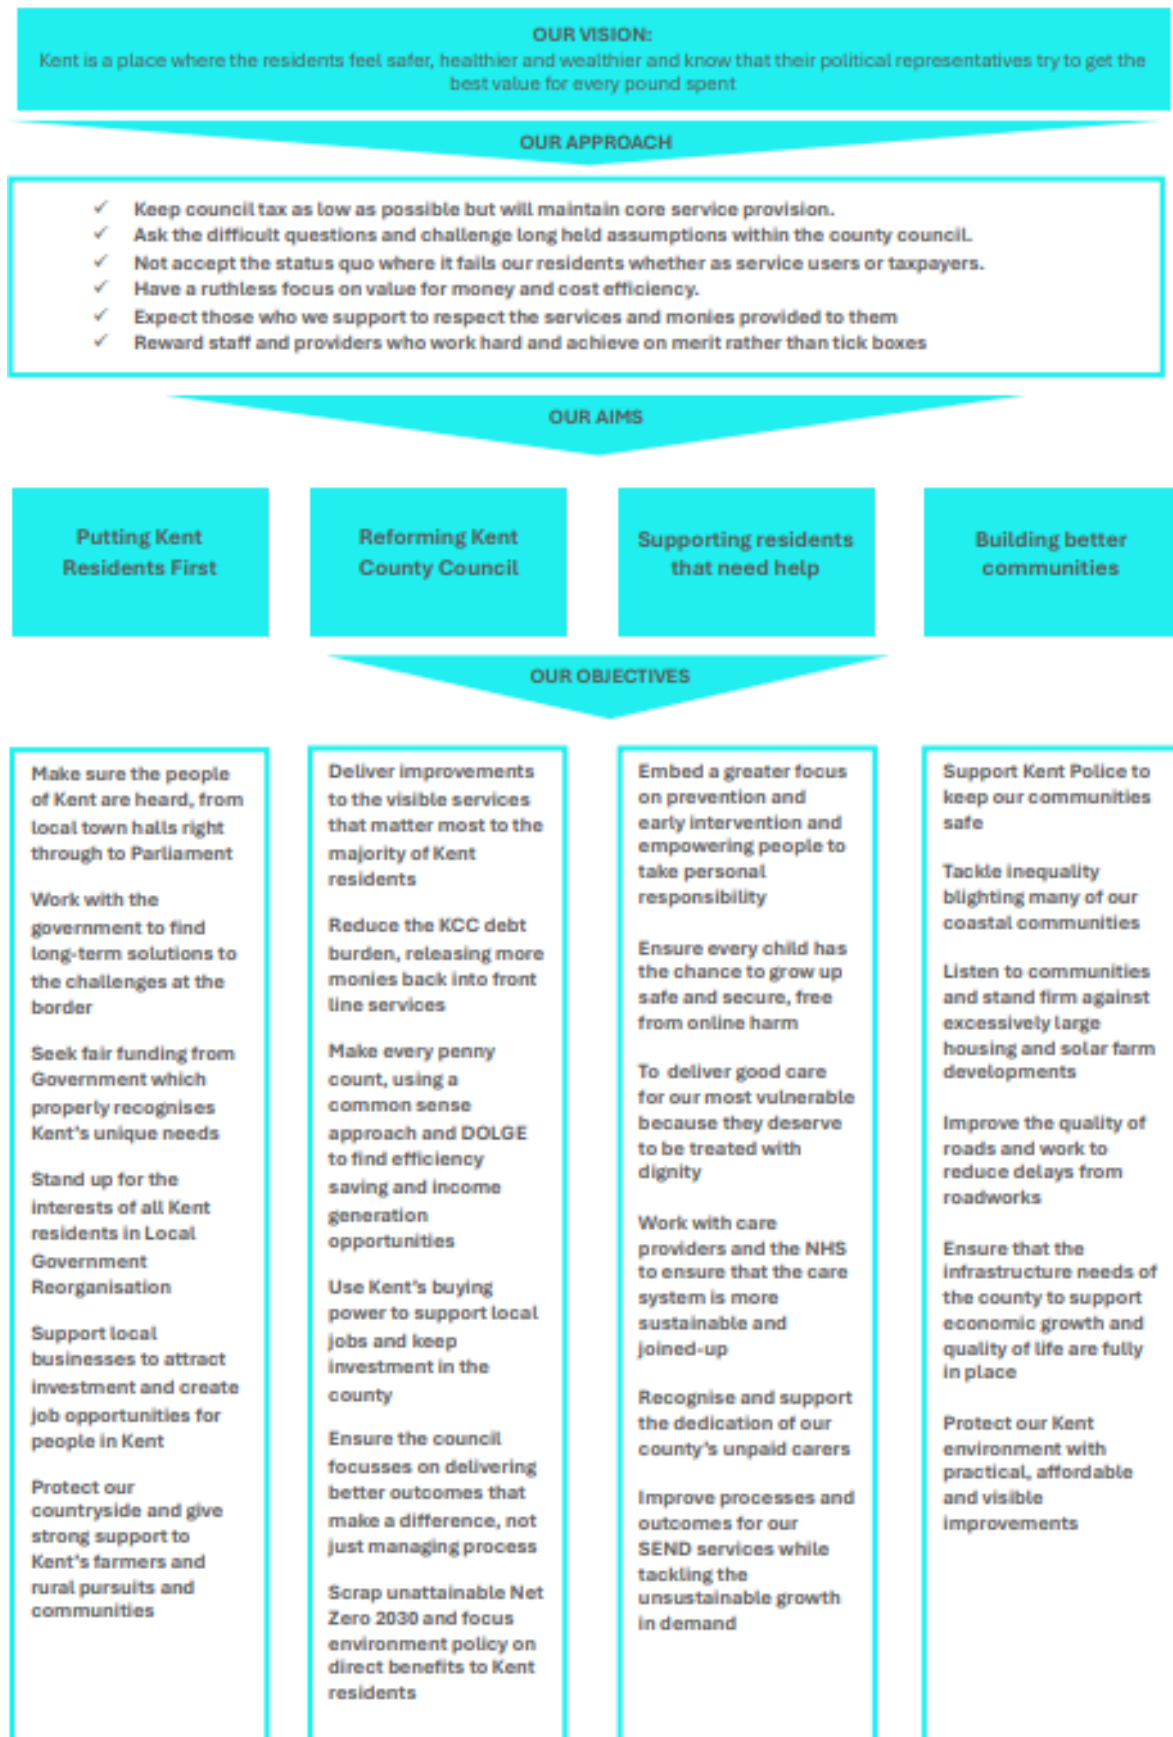 OUR VISION:
Kent is a place where the residents feel safer, healthier and wealthier and know that their political representatives try to get the
best value for every pound spent
OUR APPROACH
✓ Keep council tax as low as possible but will maintain core service provision.
✓ Ask the difficult questions and challenge long held assumptions within the county council.
✓ Not accept the status quo where it fails our residents whether as service users or taxpayers.
✓ Have a ruthless focus on value for money and cost efficiency.
✓ Expect those who we support to respect the services and monies provided to them
✓ Reward staff and providers who work hard and achieve on merit rather than tick boxes
OUR AIMS
Putting Kent
Residents First
Reforming Kent
County Council
Supporting residents
that need help
Building better
communities
OUR OBJECTIVES
Make sure the people
of Kent are heard, from
local town halls right
through to Parliament
Work with the
government to find
long-term solutions to
the challenges at the
border
Seek fair funding from
Government which
properly recognises
Kent's unique needs
Stand up for the
interests of all Kent
residents in Local
Government
Reorganisation
Support local
businesses to attract
investment and create
job opportunities for
people in Kent
Protect our
countryside and give
strong support to
Kent's farmers and
rural pursuits and
communities
Deliver improvements
to the visible services
that matter most to the
majority of Kent
residents
Reduce the KCC debt
burden, releasing more
monies back into front
line services
Make every penny
count, using a
common sense
approach and DOLGE
to find efficiency
saving and income
generation
opportunities
Use Kent's buying
power to support local
jobs and keep
investment in the
county
Ensure the council
focusses on delivering
better outcomes that
make a difference, not
just managing process
Scrap unattainable Net
Zero 2030 and focus
environment policy on
direct benefits to Kent
residents
Embed a greater focus
on prevention and
early intervention and
empowering people to
take personal
responsibility
Ensure every child has
the chance to grow up
safe and secure, free
from online harm
To deliver good care
for our most vulnerable
because they deserve
to be treated with
dignity
Work with care
providers and the NHS
to ensure that the care
system is more
sustainable and
joined-up
Recognise and support
the dedication of our
county's unpaid carers
Improve processes and
outcomes for our
SEND services while
tackling the
unsustainable growth
in demand
Support Kent Police to
keep our communities
safe
Tackle inequality
blighting many of our
coastal communities
Listen to communities
and stand firm against
excessively large
housing and solar farm
developments
Improve the quality of
roads and work to
reduce delays from
roadworks
Ensure that the
infrastructure needs of
the county to support
economic growth and
quality of life are fully
in place
Protect our Kent
environment with
practical, affordable
and visible
improvements